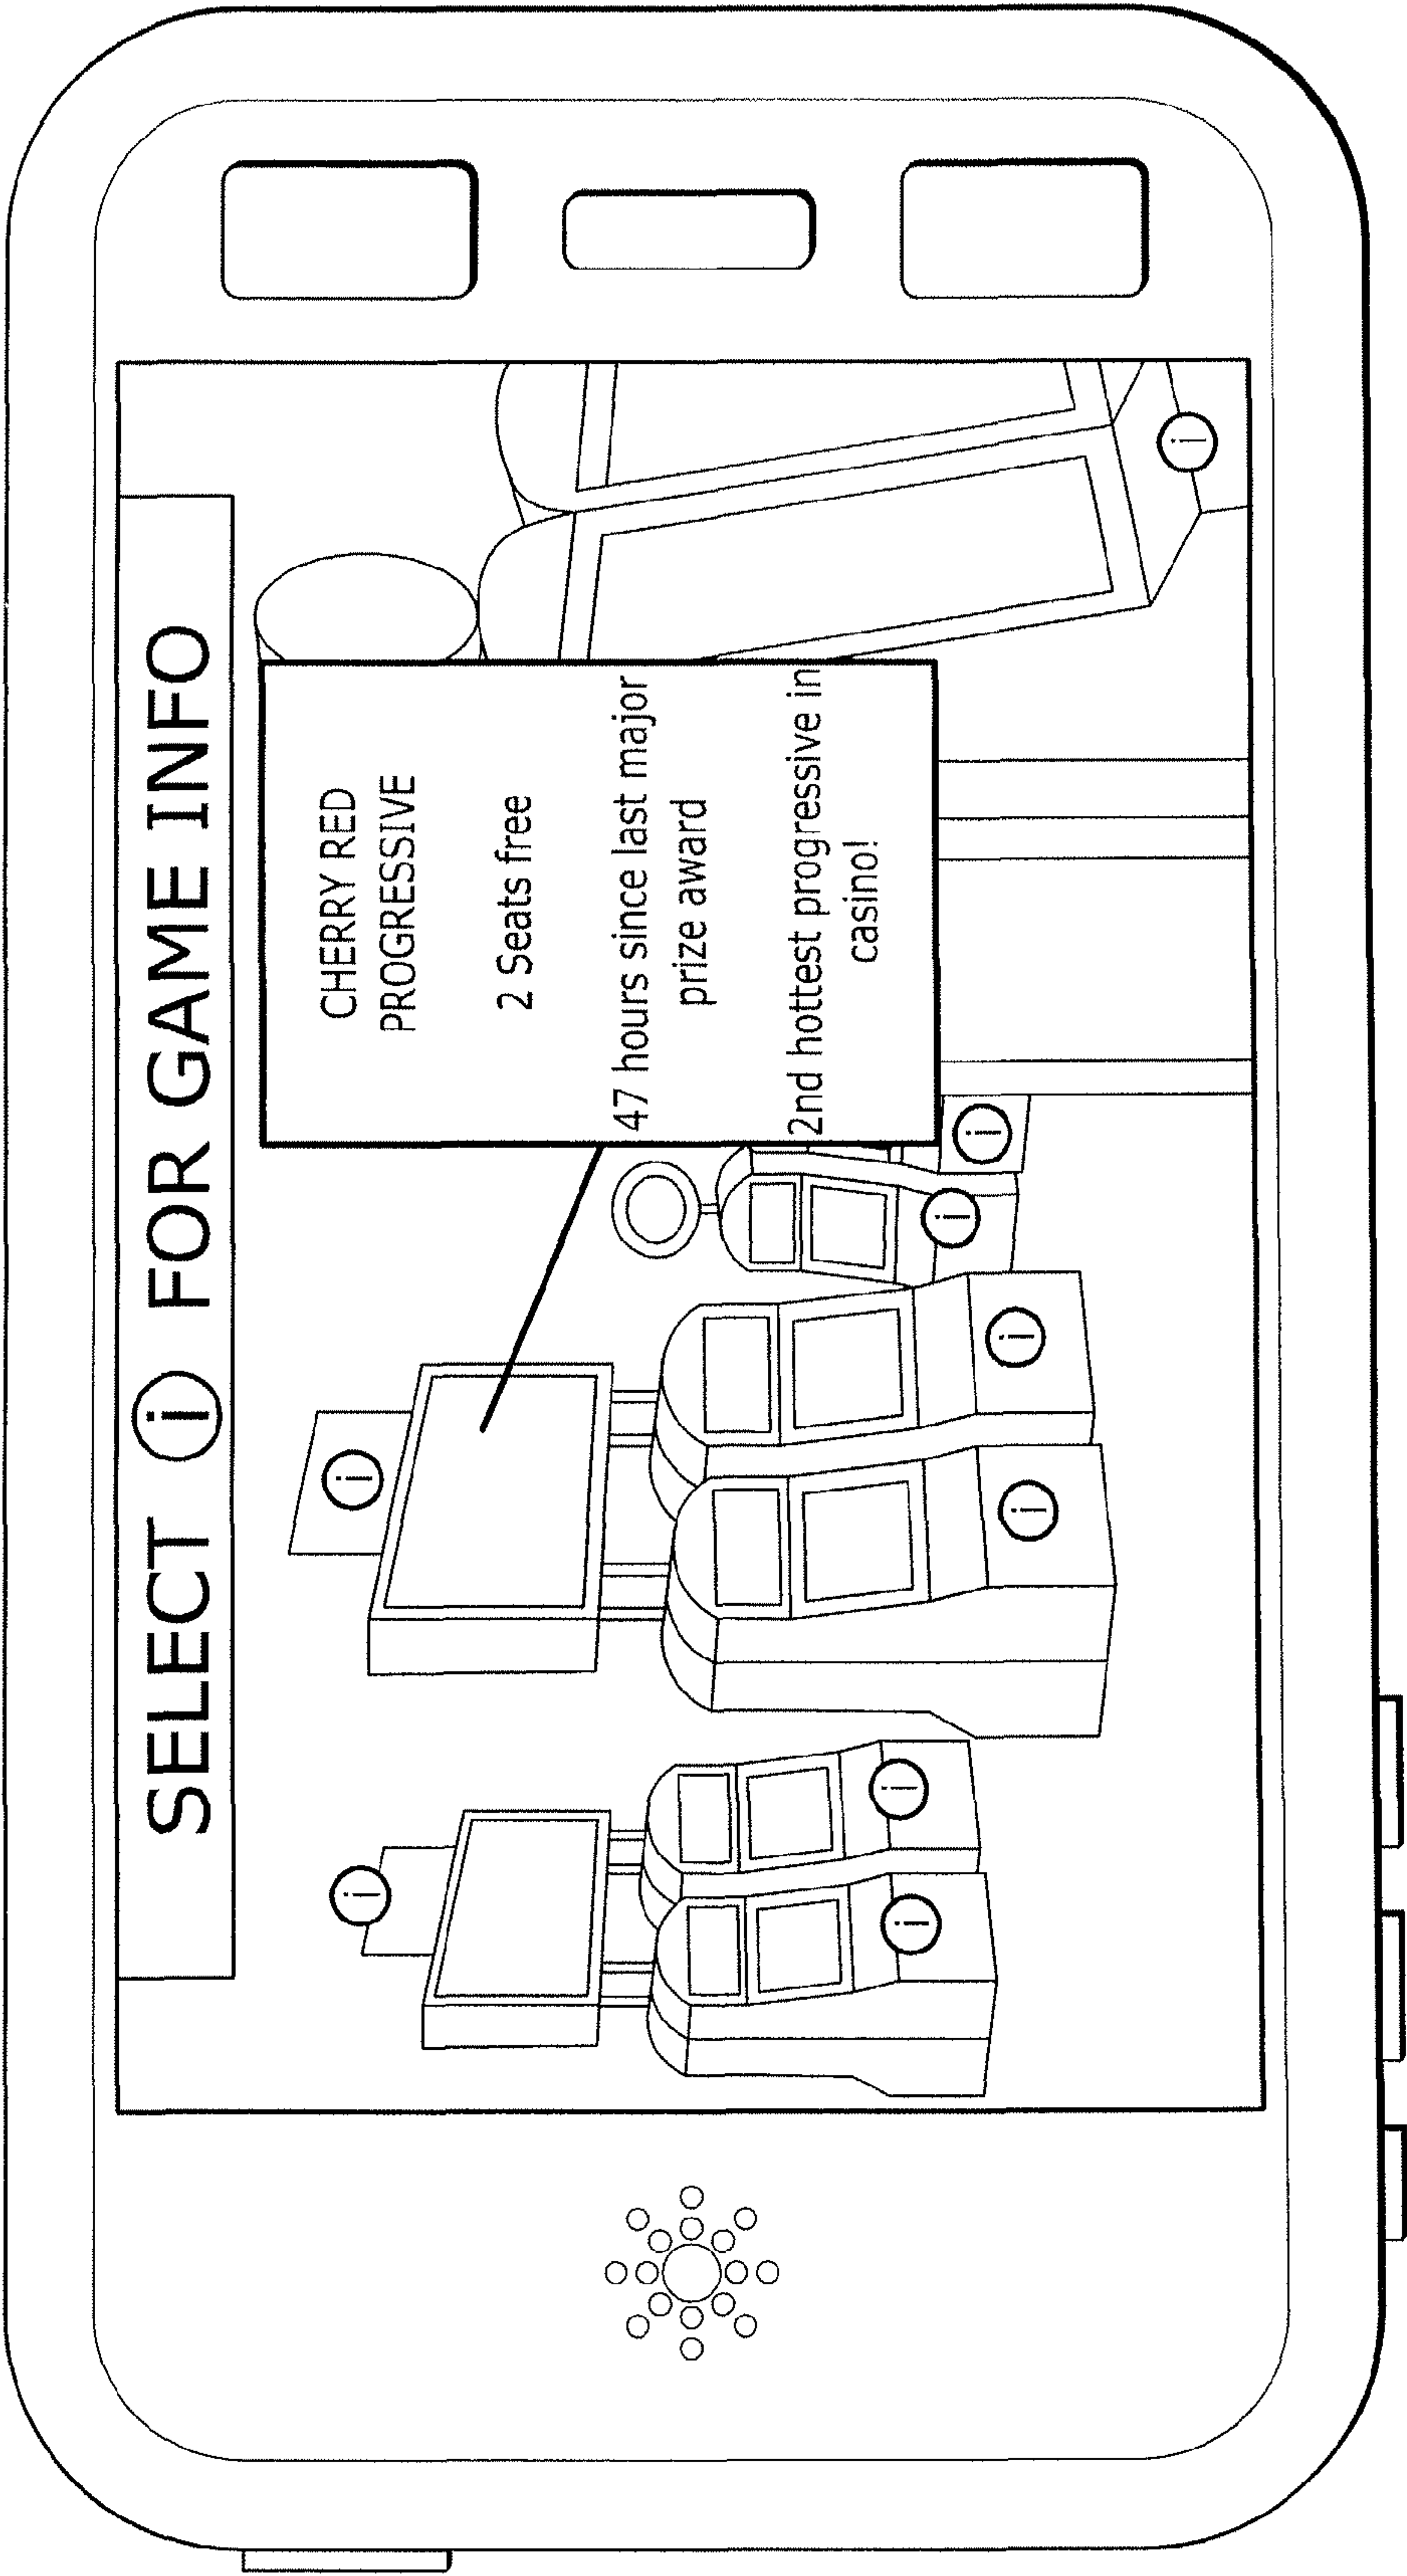 SELECT ⓘ FOR GAME INFO
CHERRY RED
PROGRESSIVE
2 Seats free
47 hours since last major
prize award
2nd hottest progressive in
casino!
ⓘ
ⓘ
ⓘ
ⓘ
ⓘ
ⓘ
ⓘ
ⓘ
ⓘ